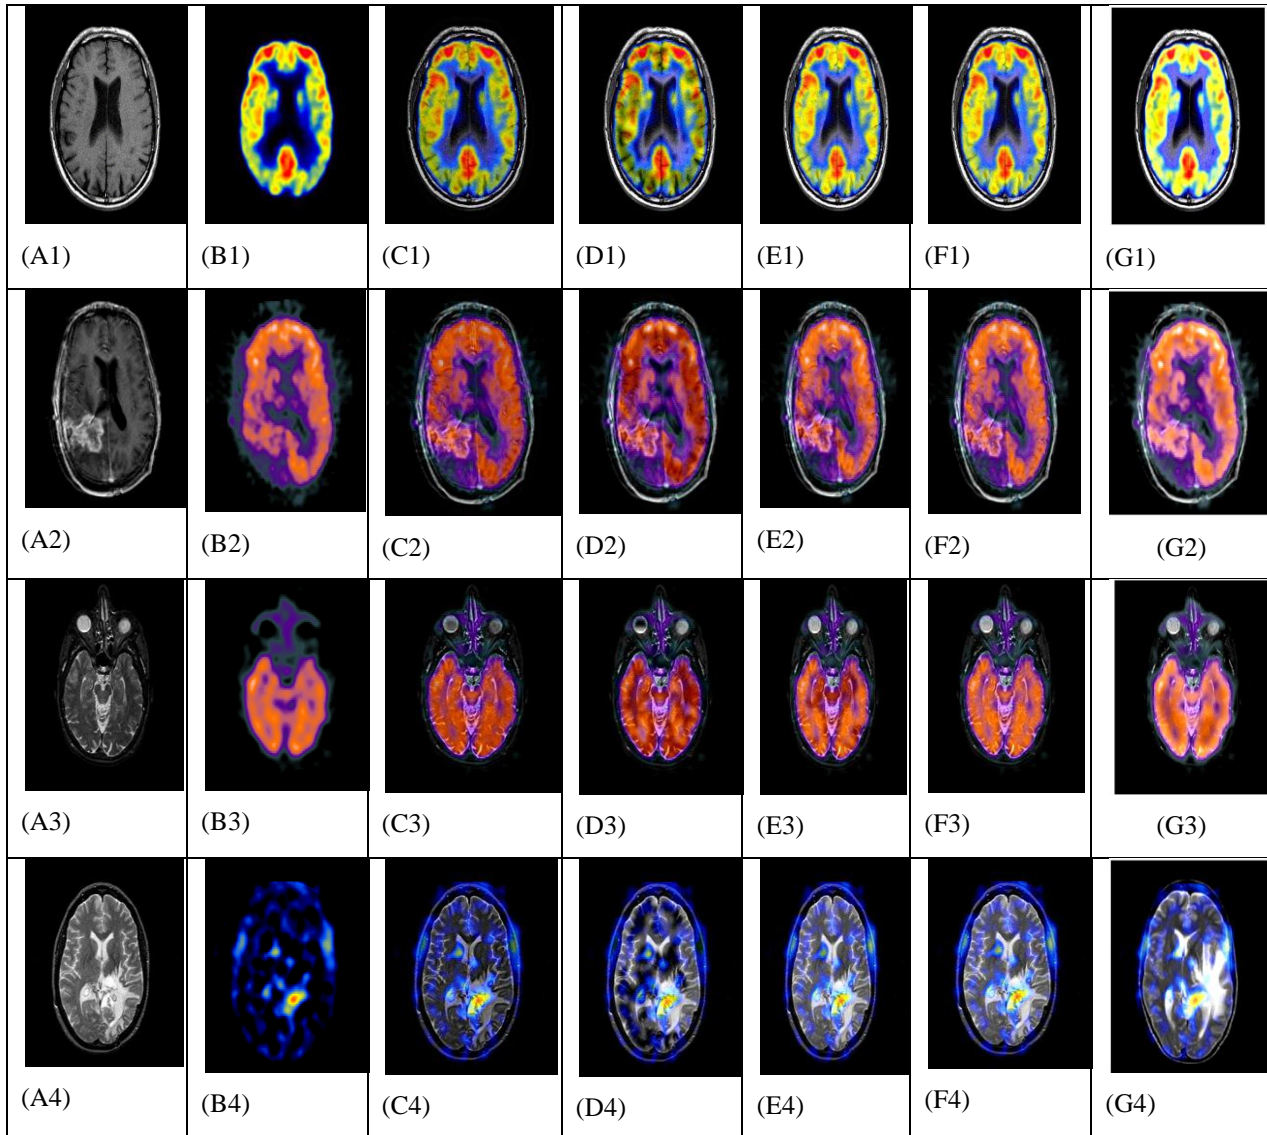 (A1) (B1) (C1) (D1) (E1) (F1) (G1)
(A2) (B2) (C2) (D2) (E2) (F2) (G2)
(A3) (B3) (C3) (D3) (E3) (F3) (G3)
(A4) (B4) (C4) (D4) (E4) (F4) (G4)